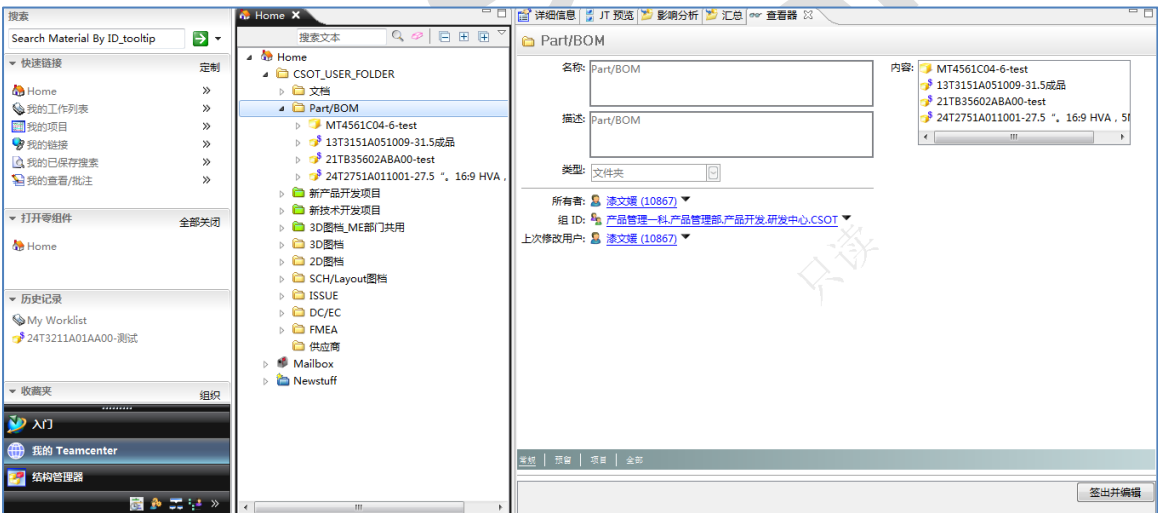 搜索
Search Material By ID_tooltip
快速链接
定制
Home
我的工作列表
我的项目
我的链接
我的已保存搜索
我的查看/批注
打开零组件
全部关闭
Home
历史记录
My Worklist
24T3211A01AA00-测试
收藏夹
组织
入门
我的 Teamcenter
结构管理器
Home
搜索文本
Home
CSOT_USER_FOLDER
文档
Part/BOM
MT4561C04-6-test
13T3151A051009-31.5成品
21TB35602ABA00-test
24T2751A011001-27.5 “。16:9 HVA ,
新产品开发项目
新技术开发项目
3D图档_ME部门共用
3D图档
2D图档
SCH/Layout图档
ISSUE
DC/EC
FMEA
供应商
Mailbox
Newstuff
详细信息 JT 预览 影响分析 汇总 查看器
Part/BOM
名称: Part/BOM
描述: Part/BOM
类型: 文件夹
所有者: 漆文媛 (10867)
组 ID: 产品管理一科.产品管理部.产品开发.研发中心.CSOT
上次修改用户: 漆文媛 (10867)
内容: MT4561C04-6-test
13T3151A051009-31.5成品
21TB35602ABA00-test
24T2751A011001-27.5 “。16:9 HVA , 5
只读
常规 预留 项目 全部
签出并编辑